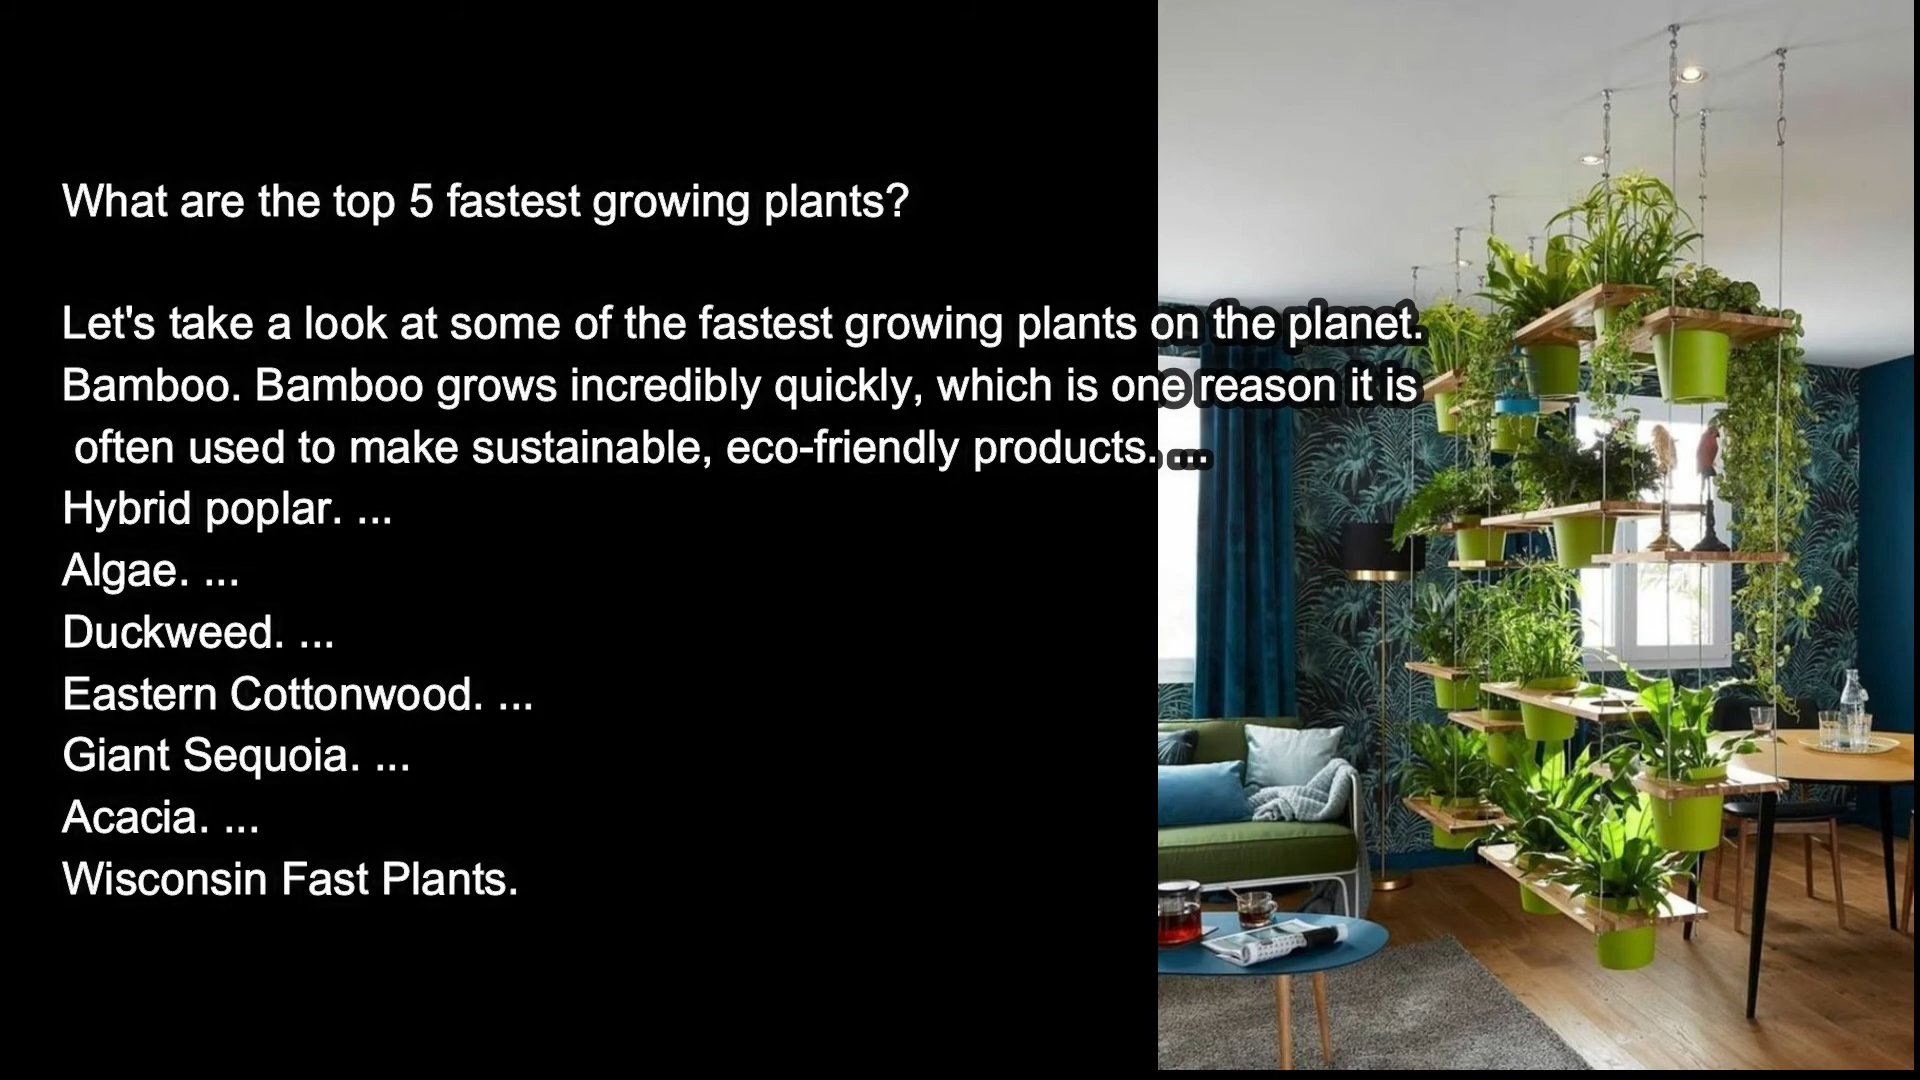 What are the top 5 fastest growing plants?
Let's take a look at some of the fastest growing plants on the planet.
Bamboo. Bamboo grows incredibly quickly, which is one reason it is
often used to make sustainable, eco-friendly products. ...
Hybrid poplar. ...
Algae. ...
Duckweed. ...
Eastern Cottonwood. ...
Giant Sequoia. ...
Acacia. ...
Wisconsin Fast Plants.